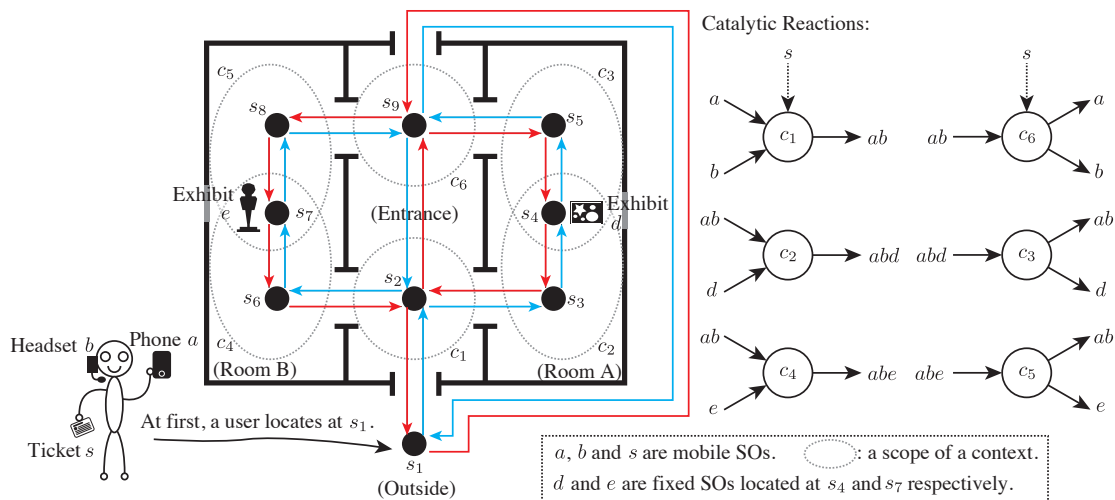 Catalytic Reactions:
c5
c3
s8
s9
s5
c6
Exhibit
e
s7
(Entrance)
s4
Exhibit
d
s2
s6
s3
c4
c1
c2
(Room B)
(Room A)
Headset b
Phone a
Ticket s
At first, a user locates at s1.
s1
(Outside)
s
a
b
c1
ab
s
ab
c6
a
b
ab
d
c2
abd
abd
c3
ab
d
ab
e
c4
abe
abe
c5
ab
e
a, b and s are mobile SOs.
: a scope of a context.
d and e are fixed SOs located at s4 and s7 respectively.